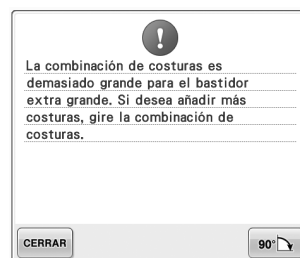 La combinación de costuras es
demasiado grande para el bastidor
extra grande. Si desea añadir más
costuras, gire la combinación de
costuras.
CERRAR
90°